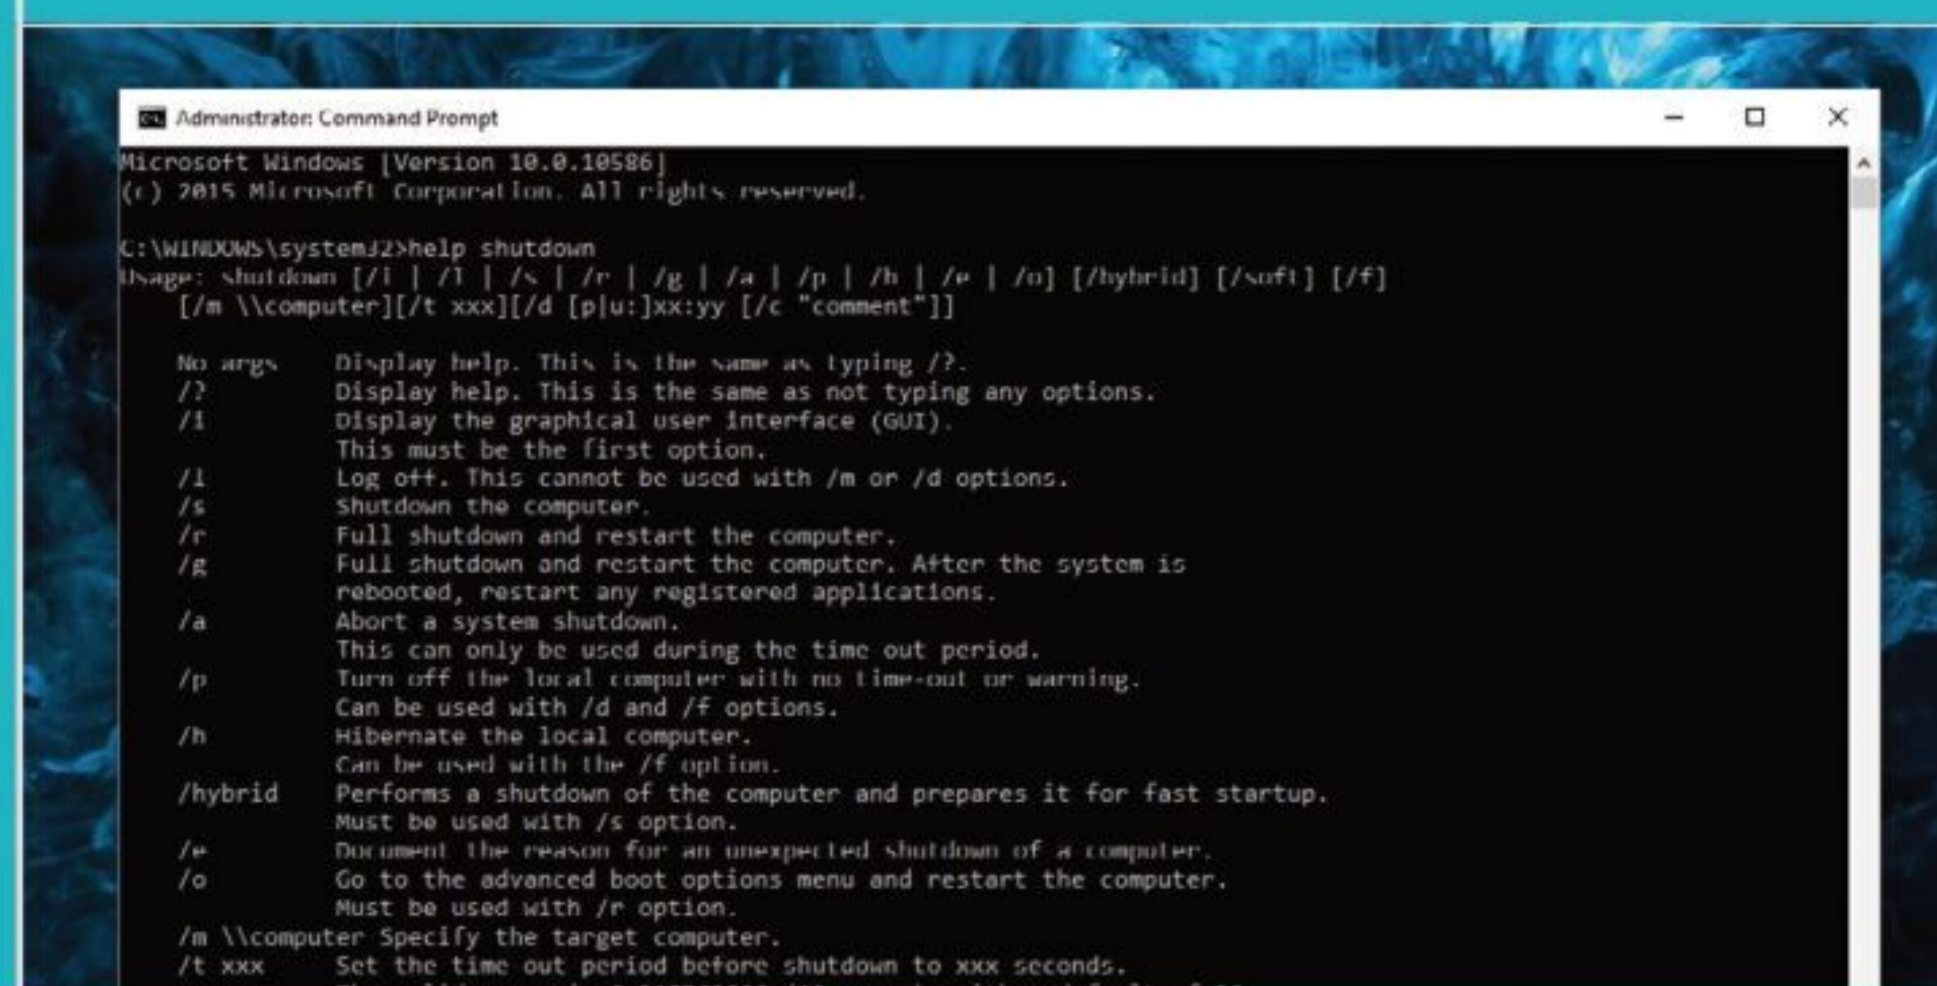 Administrator: Command Prompt
Microsoft Windows [Version 10.0.10586]
(c) 2015 Microsoft Corporation. All rights reserved.
C:\WINDOWS\system32>help shutdown
Usage: shutdown [/i | /l | /s | /r | /g | /a | /p | /h | /e | /o] [/hybrid] [/soft] [/f]
[/m \\computer][/t xxx][/d [p|u:]xx:yy [/c "comment"]]
No args Display help. This is the same as typing /?.
/? Display help. This is the same as not typing any options.
/i Display the graphical user interface (GUI).
This must be the first option.
/l Log off. This cannot be used with /m or /d options.
/s Shutdown the computer.
/r Full shutdown and restart the computer.
/g Full shutdown and restart the computer. After the system is
rebooted, restart any registered applications.
/a Abort a system shutdown.
This can only be used during the time out period.
/p Turn off the local computer with no time-out or warning.
Can be used with /d and /f options.
/h Hibernate the local computer.
Can be used with the /f option.
/hybrid Performs a shutdown of the computer and prepares it for fast startup.
Must be used with /s option.
/e Document the reason for an unexpected shutdown of a computer.
/o Go to the advanced boot options menu and restart the computer.
Must be used with /r option.
/m \\computer Specify the target computer.
/t xxx Set the time out period before shutdown to xxx seconds.